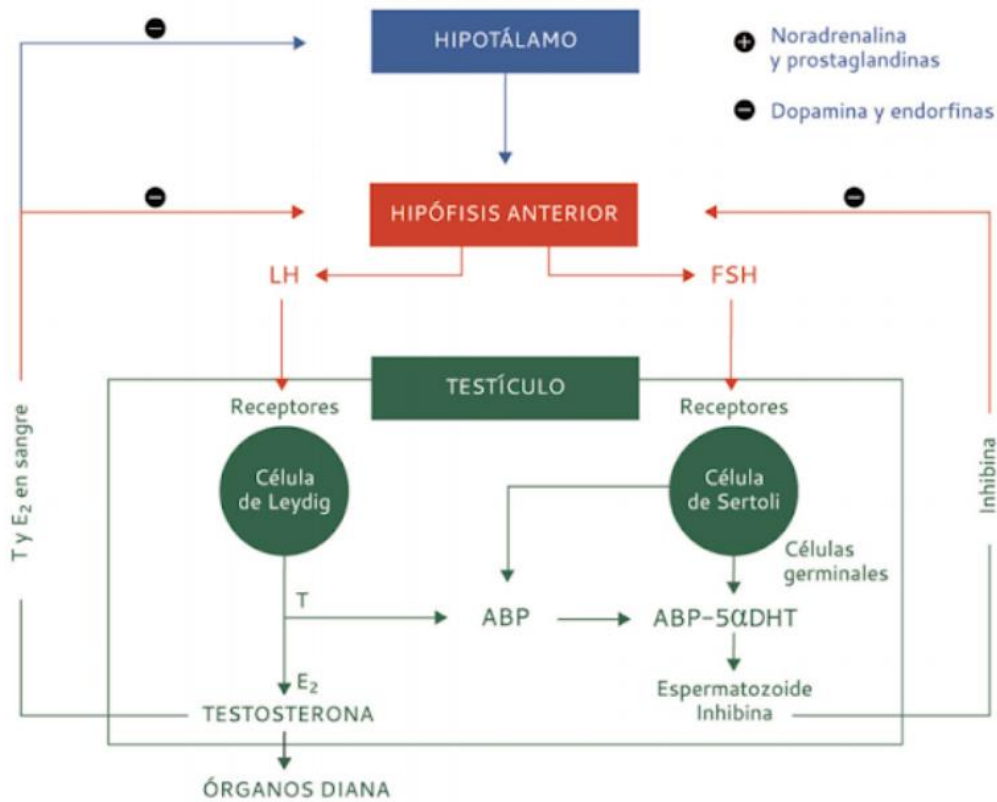 HIPOTÁLAMO
Noradrenalina
y prostaglandinas
Dopamina y endorfinas
HIPÓFISIS ANTERIOR
LH
FSH
TESTÍCULO
Receptores
Receptores
Célula
de Leydig
Célula
de Sertoli
T y E₂ en sangre
Inhibina
Células
germinales
T
ABP
ABP-5αDHT
E₂
TESTOSTERONA
Espermatozoide
Inhibina
ÓRGANOS DIANA